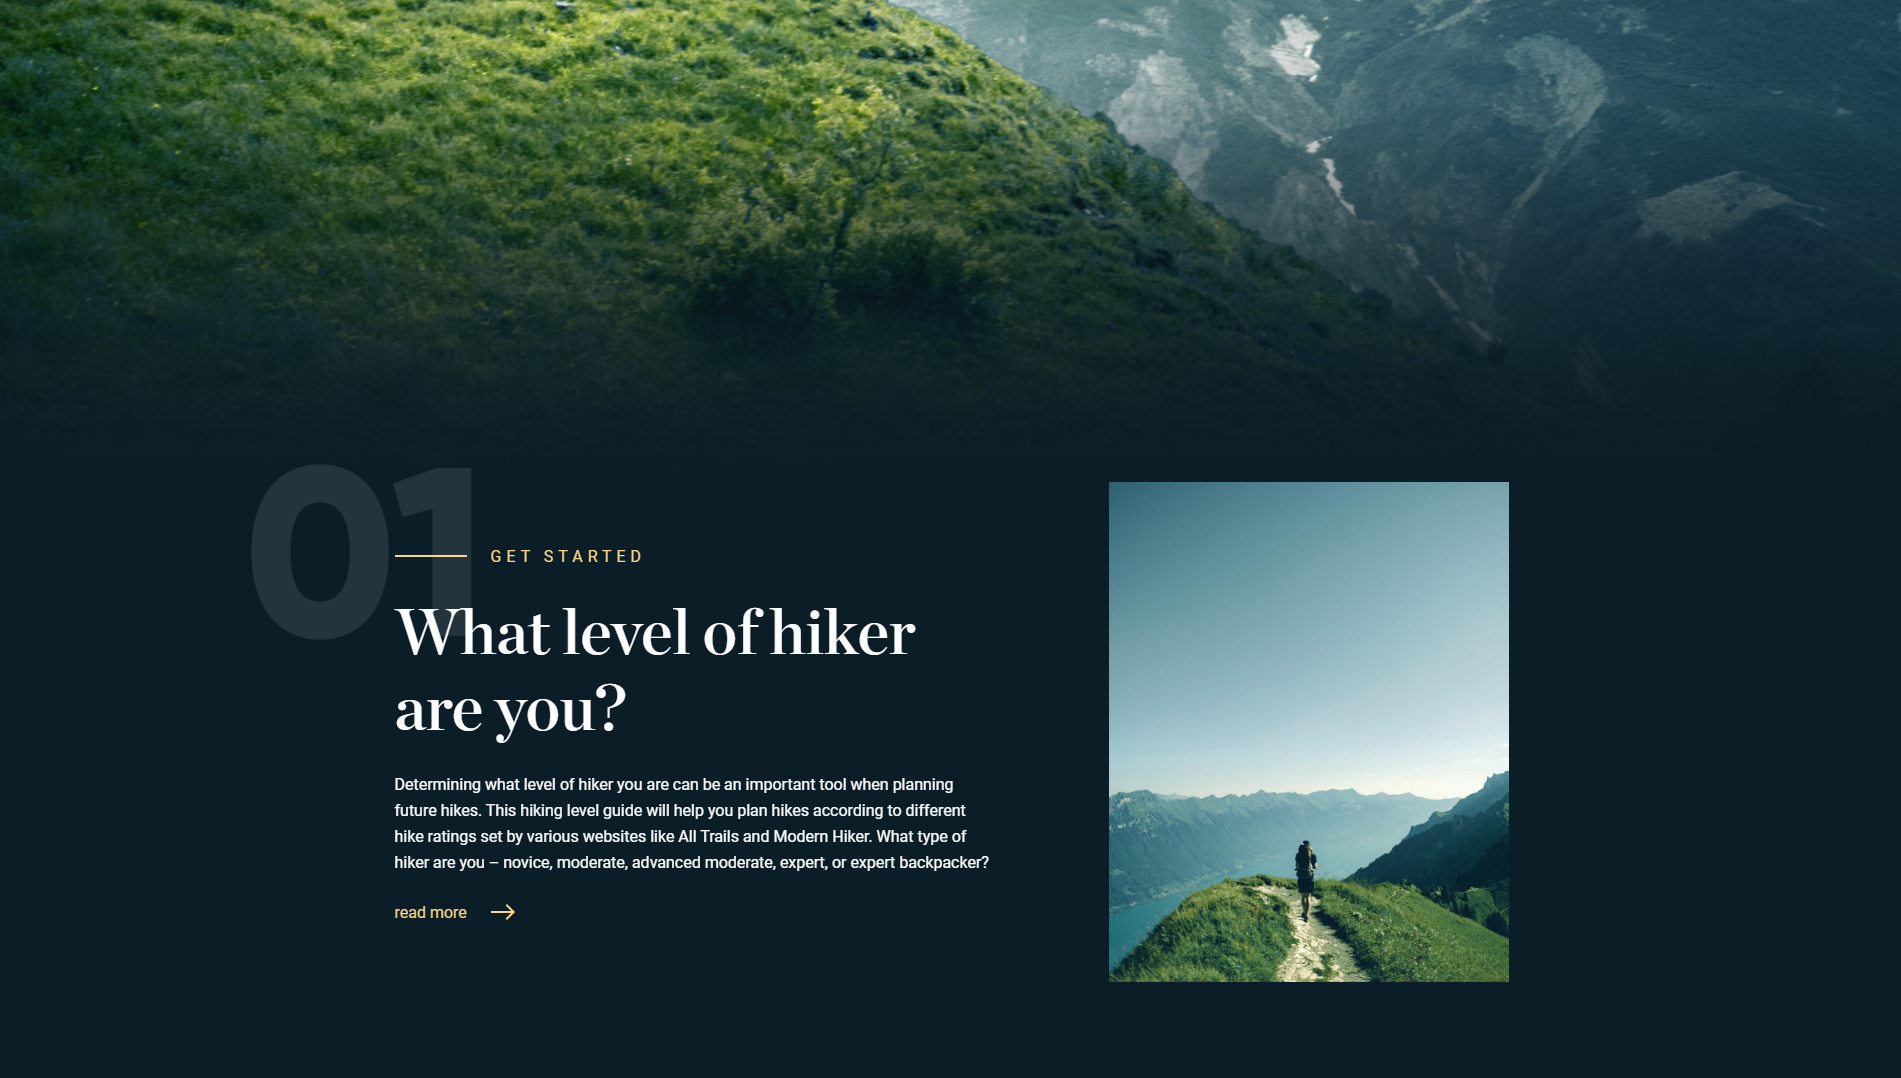 01
GET STARTED
What level of hiker
are you?
Determining what level of hiker you are can be an important tool when planning
future hikes. This hiking level guide will help you plan hikes according to different
hike ratings set by various websites like All Trails and Modern Hiker. What type of
hiker are you – novice, moderate, advanced moderate, expert, or expert backpacker?
read more